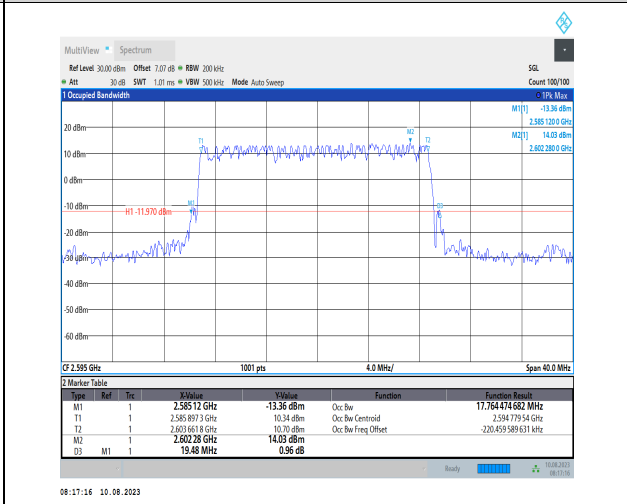 MultiView Spectrum
Ref Level 30.00 dBm Offset 7.07 dB RBW 200 kHz SGL
Att 30 dB SWT 1.01 ms VBW 500 kHz Mode Auto Sweep Count 100/100
1 Occupied Bandwidth 1Pk Max
M1[1] -13.36 dBm
2.585 120 0 GHz
M2[1] 14.03 dBm
2.602 280 0 GHz
20 dBm
T1 M2 T2
10 dBm
0 dBm
M1 D3
-10 dBm
H1 -11.970 dBm
-20 dBm
-30 dBm
-40 dBm
-50 dBm
-60 dBm
CF 2.595 GHz 1001 pts 4.0 MHz/ Span 40.0 MHz
2 Marker Table
Type Ref Trc X-Value Y-Value Function Function Result
M1 1 2.585 12 GHz -13.36 dBm Occ Bw 17.764 474 682 MHz
T1 1 2.585 897 3 GHz 10.34 dBm Occ Bw Centroid 2.594 779 54 GHz
T2 1 2.603 661 8 GHz 10.70 dBm Occ Bw Freq Offset -220.459 589 631 kHz
M2 1 2.602 28 GHz 14.03 dBm
D3 M1 1 19.48 MHz 0.96 dB
Ready 10.08.2023
08:17:16
08:17:16 10.08.2023